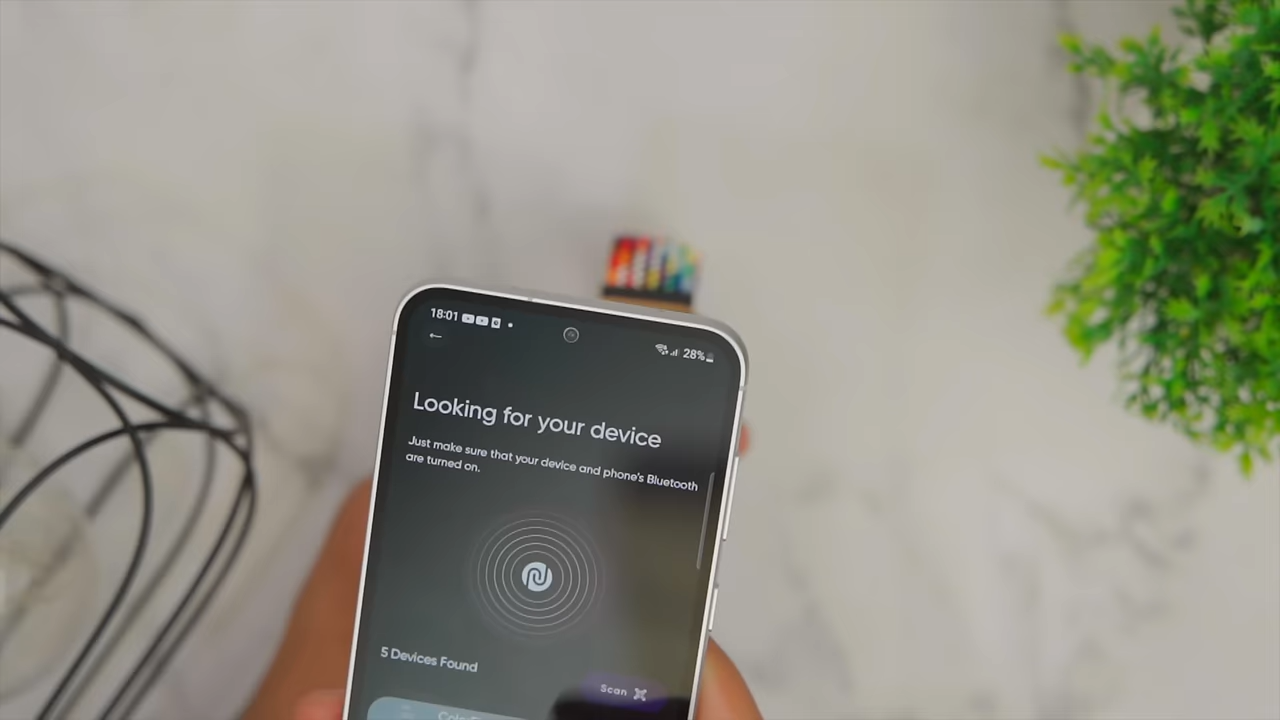 18:01
28%
Looking for your device
Just make sure that your device and phone's Bluetooth
are turned on.
5 Devices Found
Scan